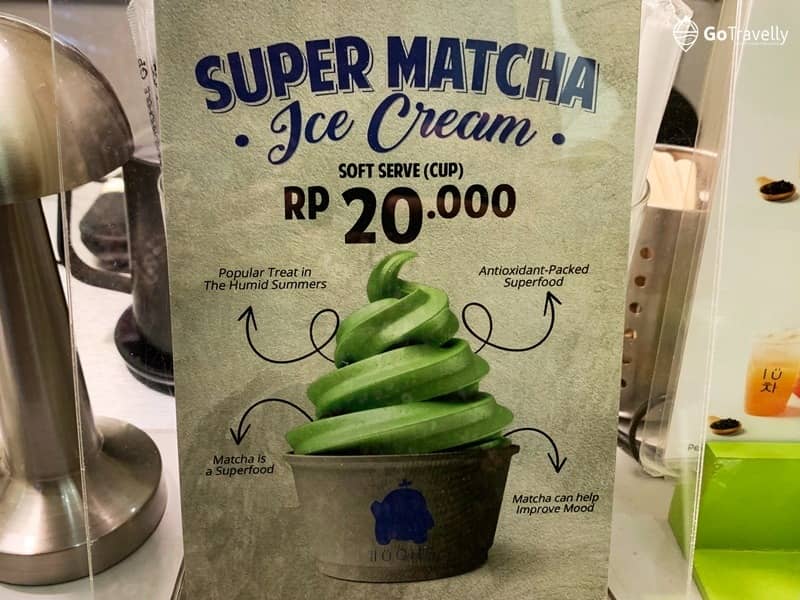 GoTravelly
SUPER MATCHA
• Ice Cream •
SOFT SERVE (CUP)
RP 20.000
Popular Treat in
The Humid Summers
Antioxidant-Packed
Superfood
Matcha is
a Superfood
Matcha can help
Improve Mood